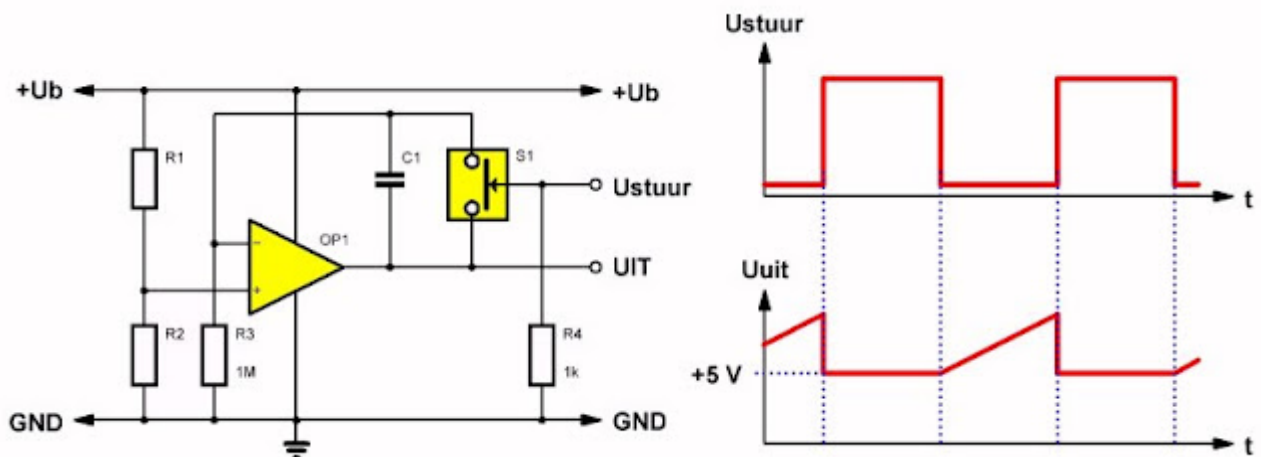 Ustuur
+Ub
+Ub
R1
C1
S1
Ustuur
t
OP1
−
+
UIT
Uuit
R2
R3
1M
R4
1k
+5 V
GND
GND
t